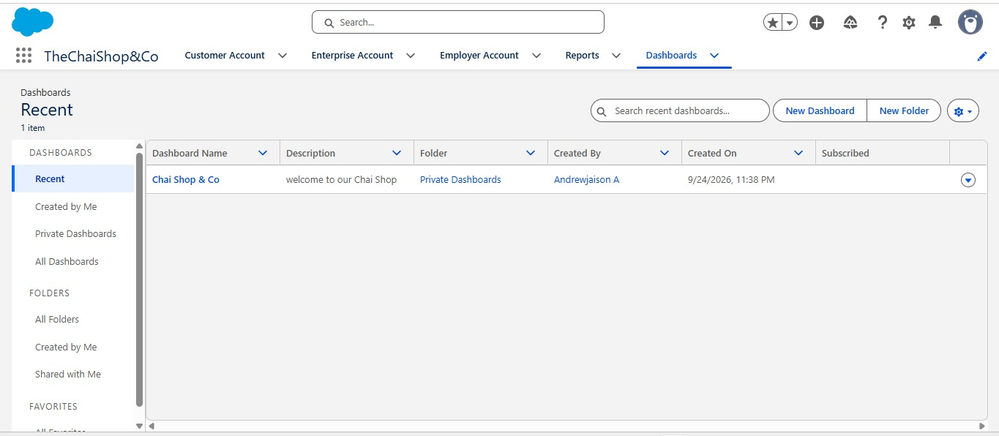 Search...
TheChaiShop&Co Customer Account Enterprise Account Employer Account Reports Dashboards
Dashboards
Recent
1 item
Search recent dashboards... New Dashboard New Folder
DASHBOARDS
Recent
Created by Me
Private Dashboards
All Dashboards
FOLDERS
All Folders
Created by Me
Shared with Me
FAVORITES
All Favorites
Dashboard Name Description Folder Created By Created On Subscribed
Chai Shop & Co welcome to our Chai Shop Private Dashboards Andrewjaison A 9/24/2026, 11:38 PM